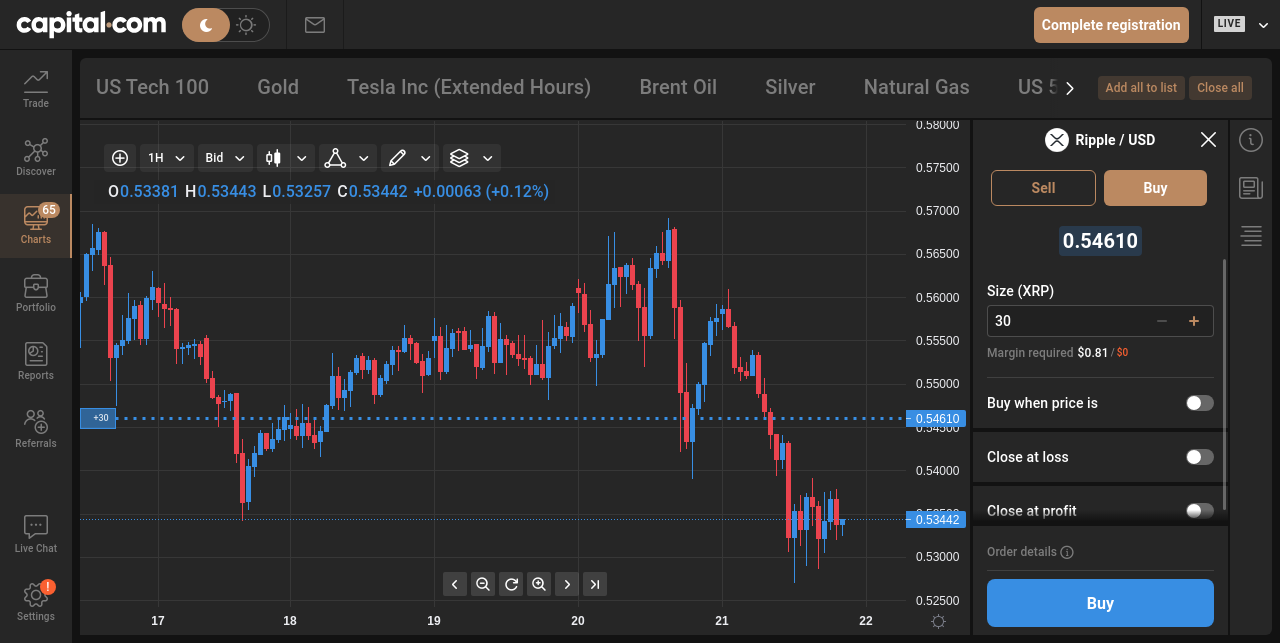 capital.com
Complete registration
LIVE
Trade
Discover
65
Charts
Portfolio
Reports
Referrals
Live Chat
!
Settings
US Tech 100 Gold Tesla Inc (Extended Hours) Brent Oil Silver Natural Gas US 5
Add all to list Close all
1H Bid
O0.53381 H0.53443 L0.53257 C0.53442 +0.00063 (+0.12%)
0.58000
0.57500
0.57000
0.56500
0.56000
0.55500
0.55000
+30
0.54610
0.54500
0.54000
0.53442
0.53000
0.52500
17 18 19 20 21 22
Ripple / USD
Sell Buy
0.54610
Size (XRP)
30
Margin required $0.81 / $0
Buy when price is
Close at loss
Close at profit
Order details
Buy